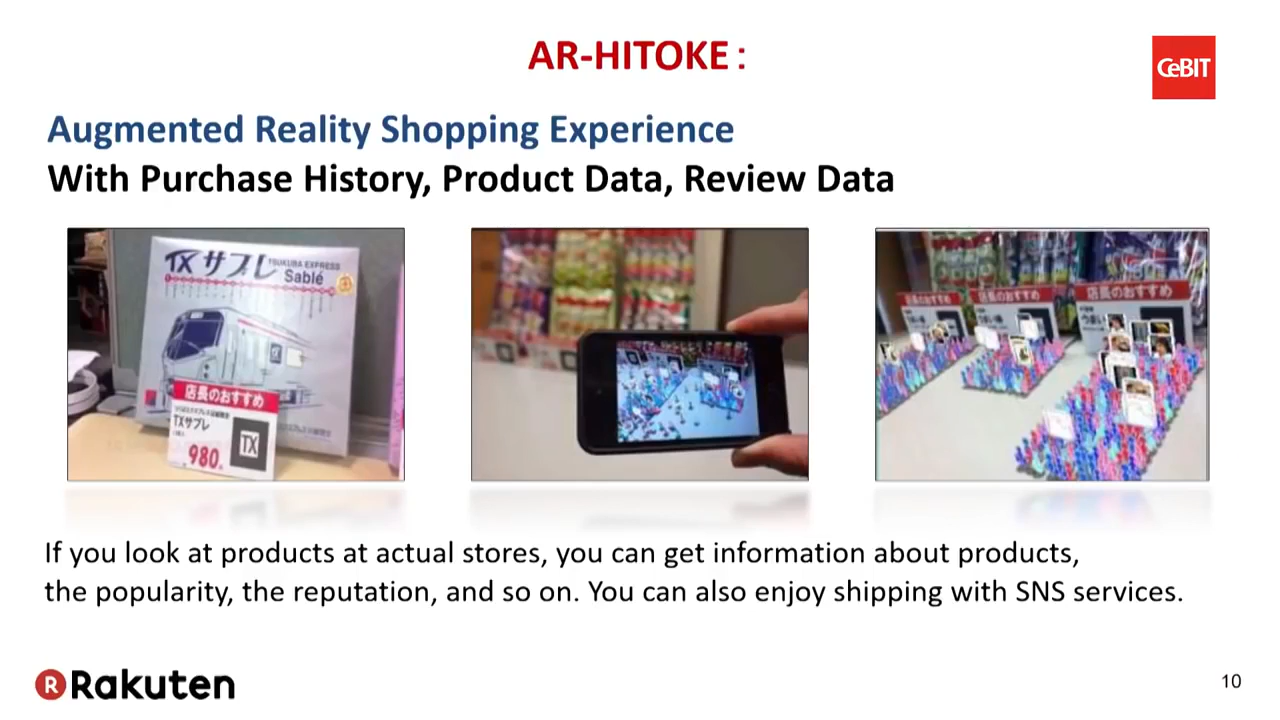 AR-HITOKE :
CeBIT
Augmented Reality Shopping Experience
With Purchase History, Product Data, Review Data
TXサブレ
TSUKUBA EXPRESS
Sablé
店長のおすすめ
TXサブレ
TX
980
店長のおすすめ
店長のおすすめ
店長のおすすめ
If you look at products at actual stores, you can get information about products,
the popularity, the reputation, and so on. You can also enjoy shipping with SNS services.
R Rakuten
10